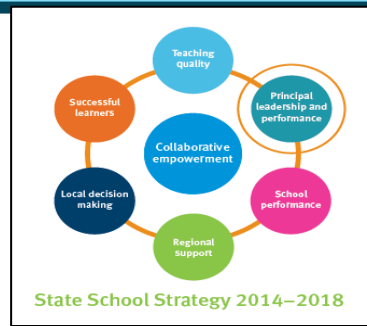 Teaching
quality
Successful
learners
Principal
leadership and
performance
Collaborative
empowerment
Local decision
making
School
performance
Regional
support
State School Strategy 2014–2018